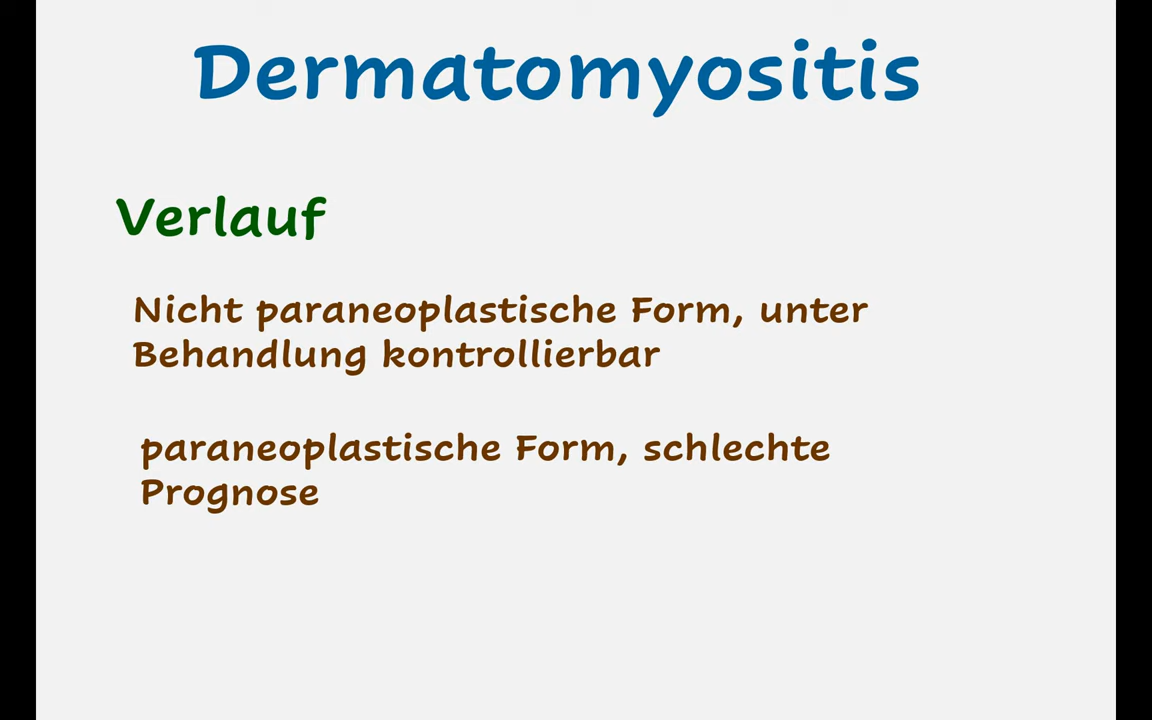 Dermatomyositis
Verlauf
Nicht paraneoplastische Form, unter
Behandlung kontrollierbar
paraneoplastische Form, schlechte
Prognose